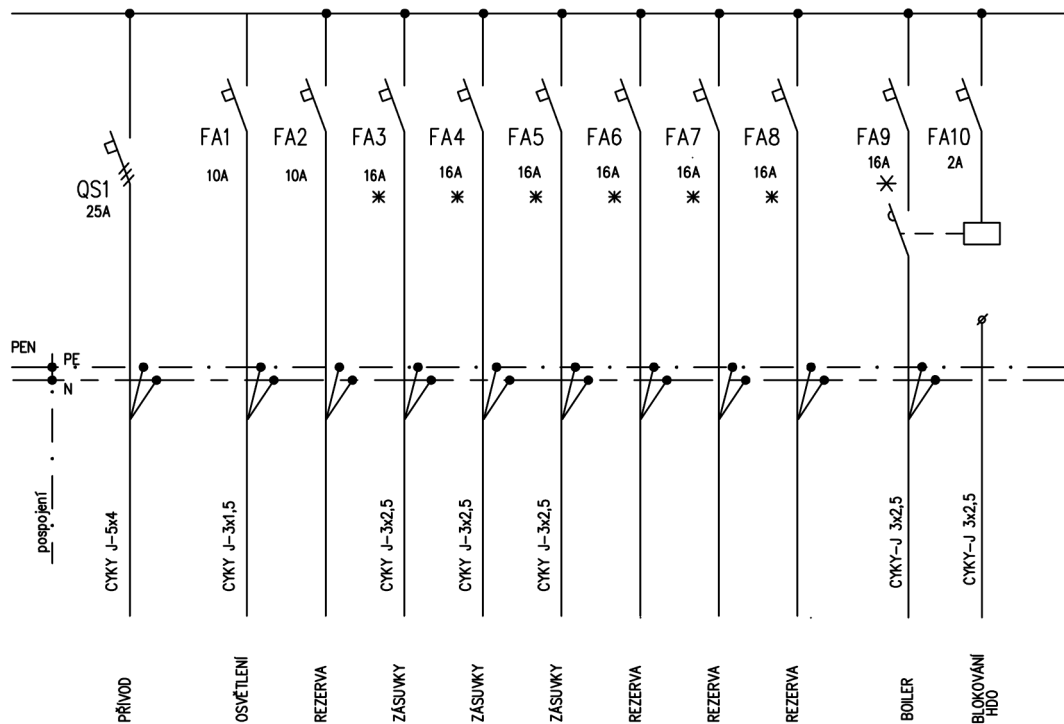 FA1
FA2
FA3
FA4
FA5
FA6
FA7
FA8
FA9
FA10
10A
10A
16A
16A
16A
16A
16A
16A
16A
2A
QS1
25A
PEN
PE
N
pospojení
CYKY J-5x4
CYKY J-3x1,5
CYKY J-3x2,5
CYKY J-3x2,5
CYKY J-3x2,5
CYKY-J 3x2,5
CYKY-J 3x2,5
PŘÍVOD
OSVĚTLENÍ
REZERVA
ZÁSUVKY
ZÁSUVKY
ZÁSUVKY
REZERVA
REZERVA
REZERVA
BOILER
BLOKOVÁNÍ
HDO